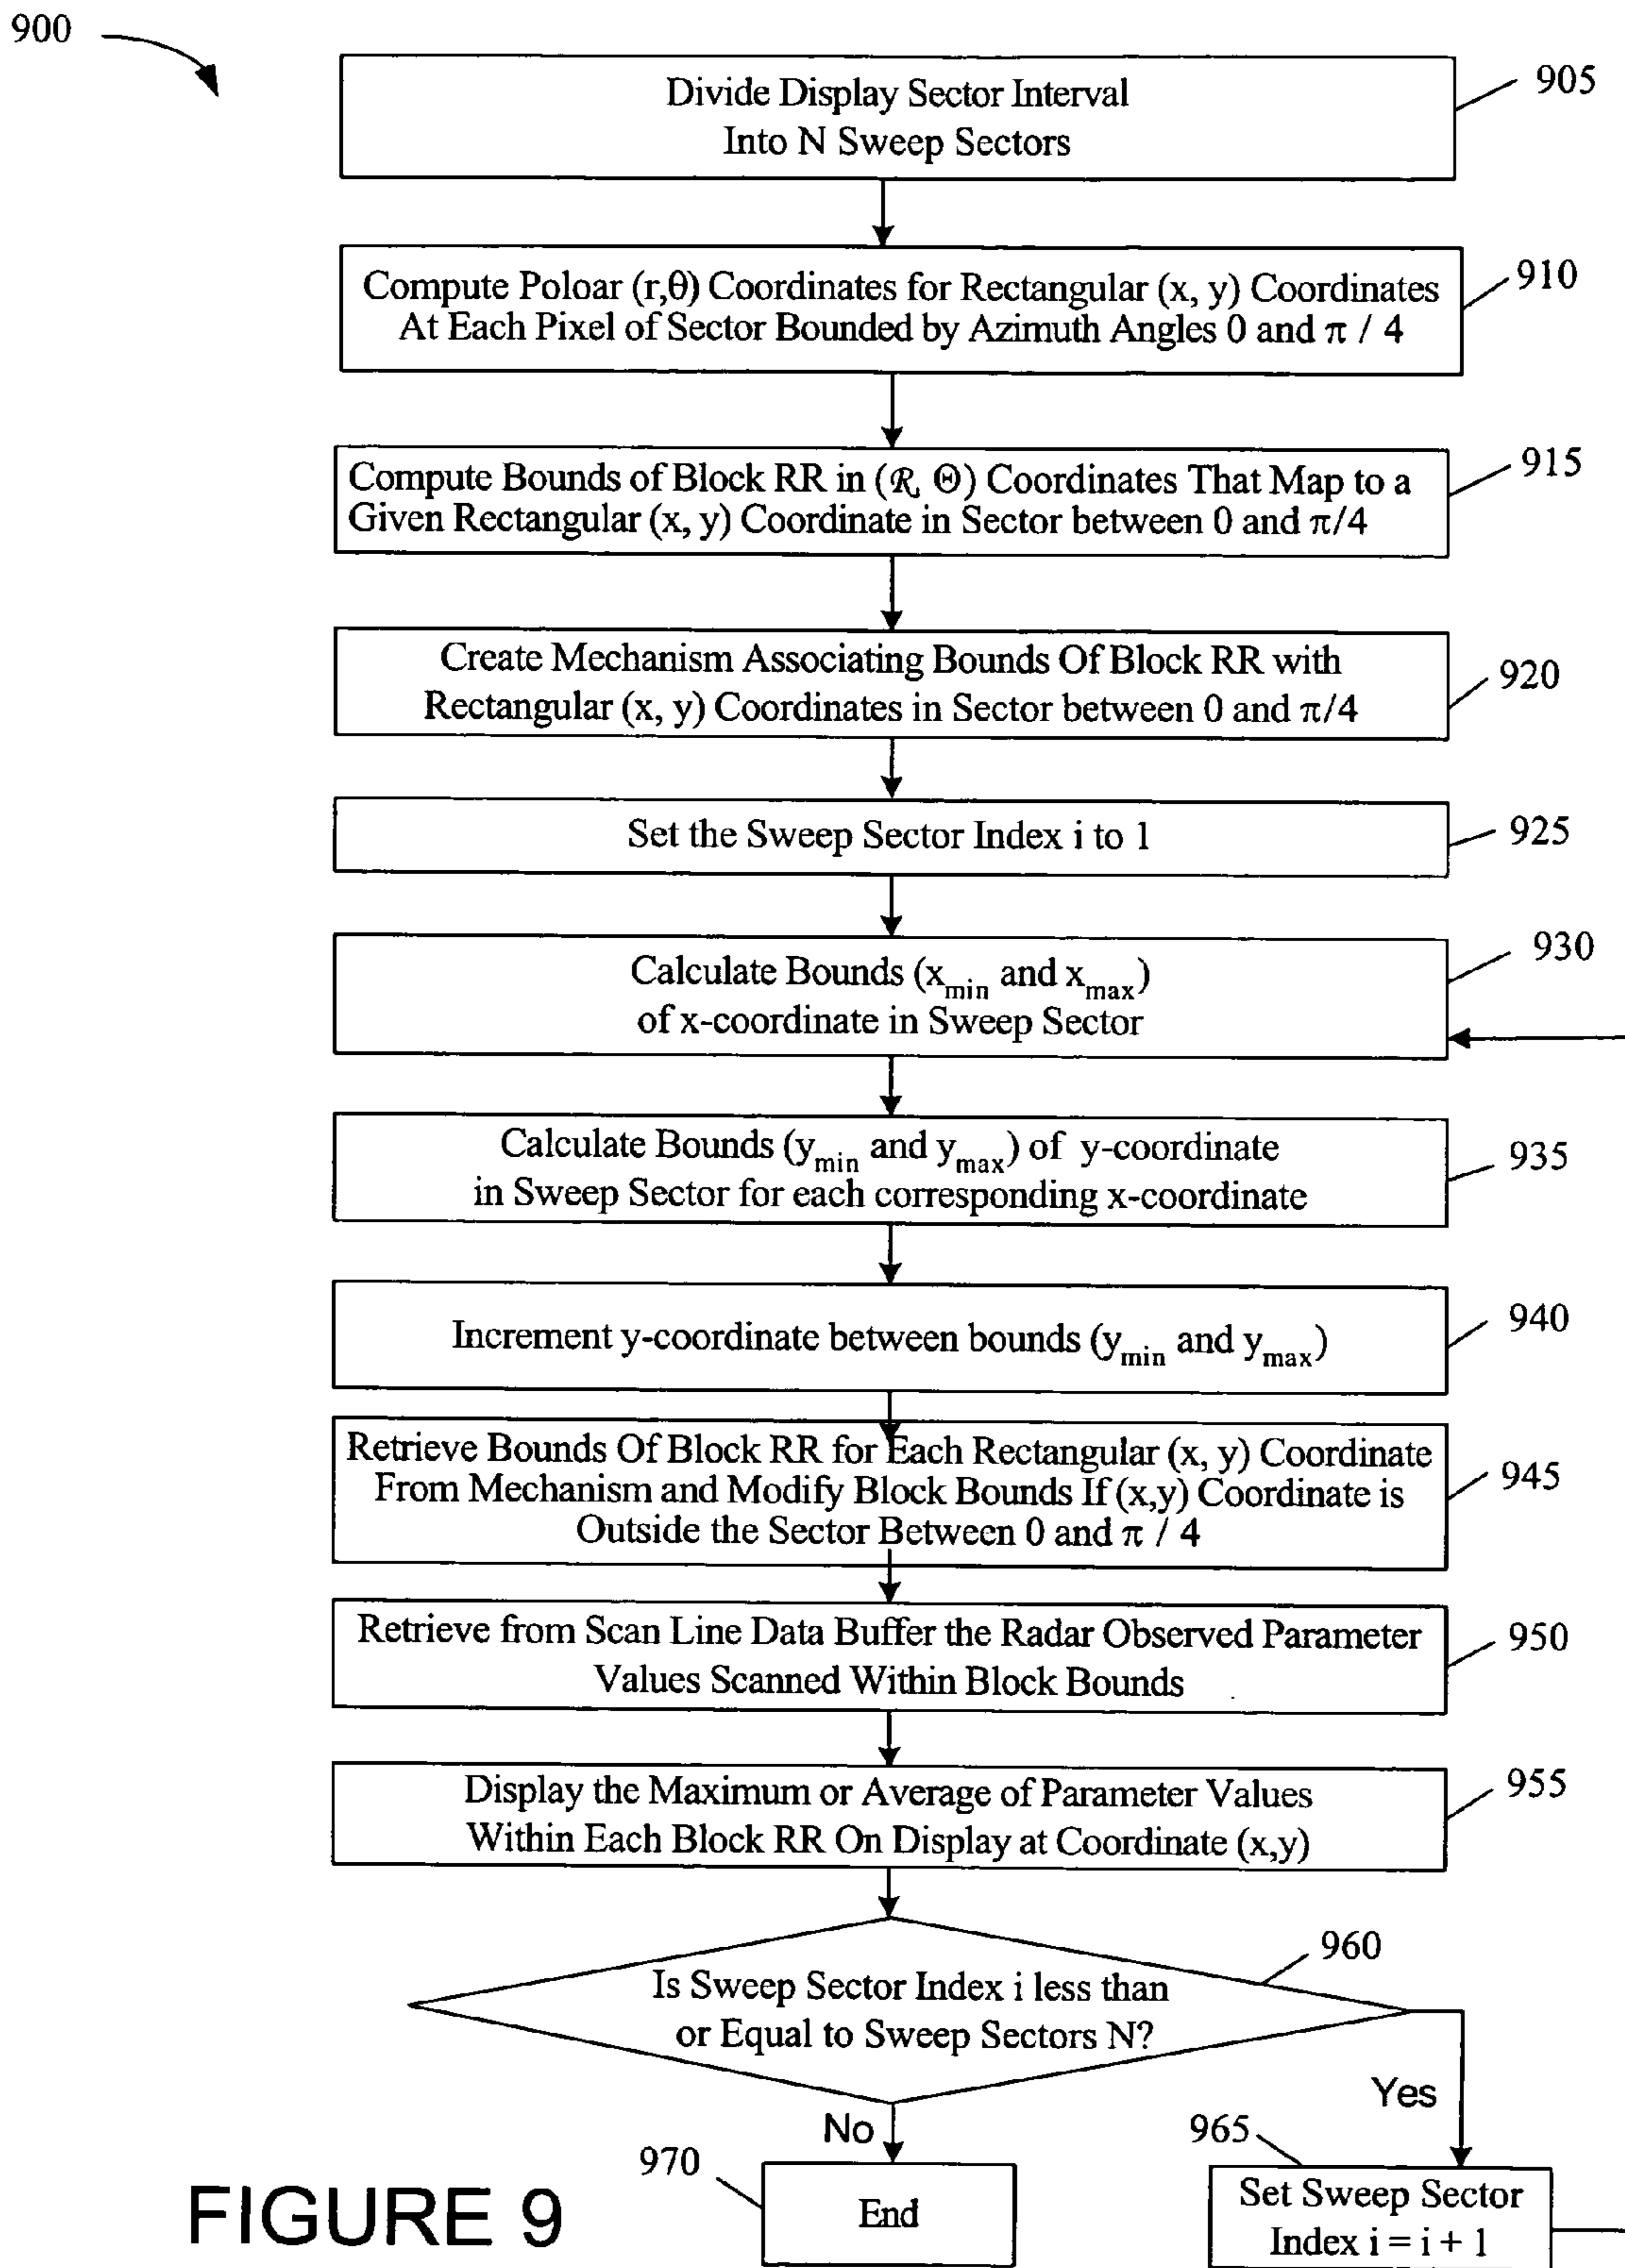 900
Divide Display Sector Interval
Into N Sweep Sectors
905
Compute Poloar (r,θ) Coordinates for Rectangular (x, y) Coordinates
At Each Pixel of Sector Bounded by Azimuth Angles 0 and π / 4
910
Compute Bounds of Block RR in (ℛ, Θ) Coordinates That Map to a
Given Rectangular (x, y) Coordinate in Sector between 0 and π/4
915
Create Mechanism Associating Bounds Of Block RR with
Rectangular (x, y) Coordinates in Sector between 0 and π/4
920
Set the Sweep Sector Index i to 1
925
Calculate Bounds (x_min and x_max)
of x-coordinate in Sweep Sector
930
Calculate Bounds (y_min and y_max) of y-coordinate
in Sweep Sector for each corresponding x-coordinate
935
Increment y-coordinate between bounds (y_min and y_max)
940
Retrieve Bounds Of Block RR for Each Rectangular (x, y) Coordinate
From Mechanism and Modify Block Bounds If (x,y) Coordinate is
Outside the Sector Between 0 and π / 4
945
Retrieve from Scan Line Data Buffer the Radar Observed Parameter
Values Scanned Within Block Bounds
950
Display the Maximum or Average of Parameter Values
Within Each Block RR On Display at Coordinate (x,y)
955
Is Sweep Sector Index i less than
or Equal to Sweep Sectors N?
960
Yes
No
965
Set Sweep Sector
Index i = i + 1
970
End
FIGURE 9